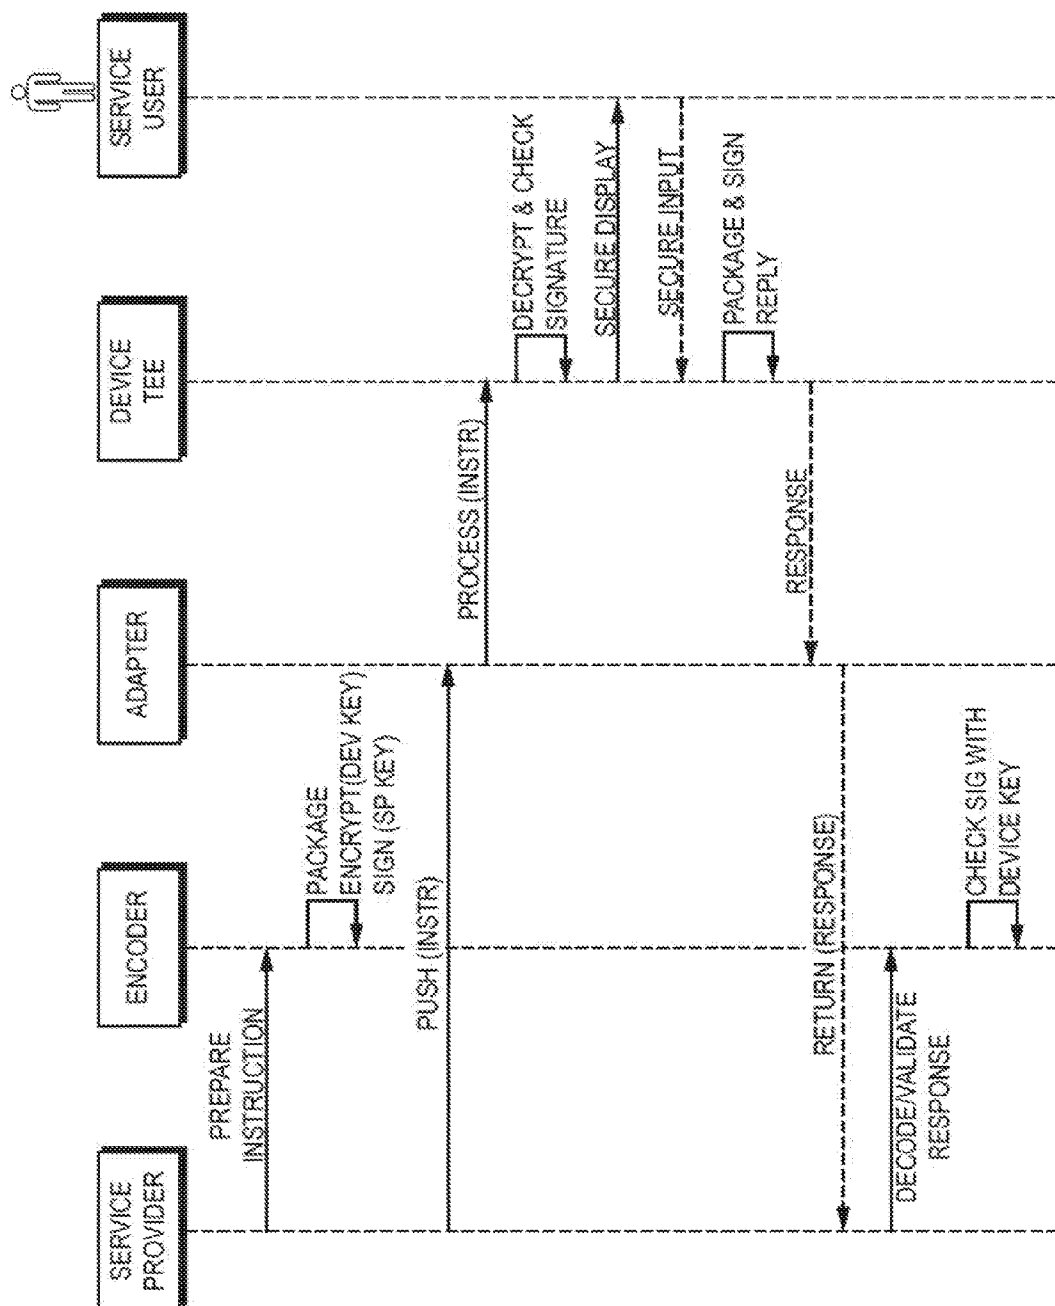 SERVICE
PROVIDER
ENCODER
ADAPTER
DEVICE
TEE
SERVICE
USER
PREPARE
INSTRUCTION
PACKAGE
ENCRYPT(DEV KEY)
SIGN (SP KEY)
PUSH (INSTR)
PROCESS (INSTR)
DECRYPT & CHECK
SIGNATURE
SECURE DISPLAY
SECURE INPUT
PACKAGE & SIGN
REPLY
RESPONSE
RETURN (RESPONSE)
DECODE/VALIDATE
RESPONSE
CHECK SIG WITH
DEVICE KEY